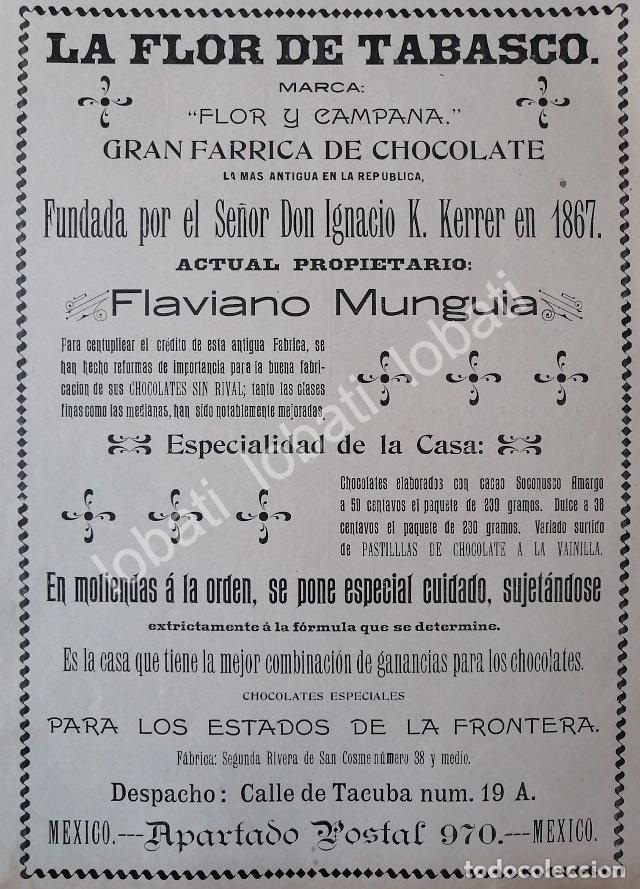 LA FLOR DE TABASCO.
MARCA:
"FLOR Y CAMPANA."
GRAN FARRICA DE CHOCOLATE
LA MAS ANTIGUA EN LA REPUBLICA,
Fundada por el Señor Don Ignacio K. Kerrer en 1867.
ACTUAL PROPIETARIO:
Flaviano Munguia
Para centuplicar el crédito de esta antigua Fabrica, se
han hecho reformas de importancia para la buena fabri-
cacion de sus CHOCOLATES SIN RIVAL; tanto las clases
finas como las medianas, han sido notablemente mejoradas.
Especialidad de la Casa:
Chocolates elaborados con cacao Soconusco Amargo
a 50 centavos el paquete de 230 gramos. Dulce a 38
centavos el paquete de 230 gramos. Variado surtido
de PASTILLLAS DE CHOCOLATE A LA VAINILLA.
En moliendas á la orden, se pone especial cuidado, sujetándose
extrictamente á la fórmula que se determine.
Es la casa que tiene la mejor combinación de ganancias para los chocolates.
CHOCOLATES ESPECIALES
PARA LOS ESTADOS DE LA FRONTERA.
Fábrica: Segunda Rivera de San Cosme número 38 y medio.
Despacho: Calle de Tacuba num. 19 A.
MEXICO.---Apartado Postal 970.---MEXICO.
lobati lobati lobati
todocoleccion